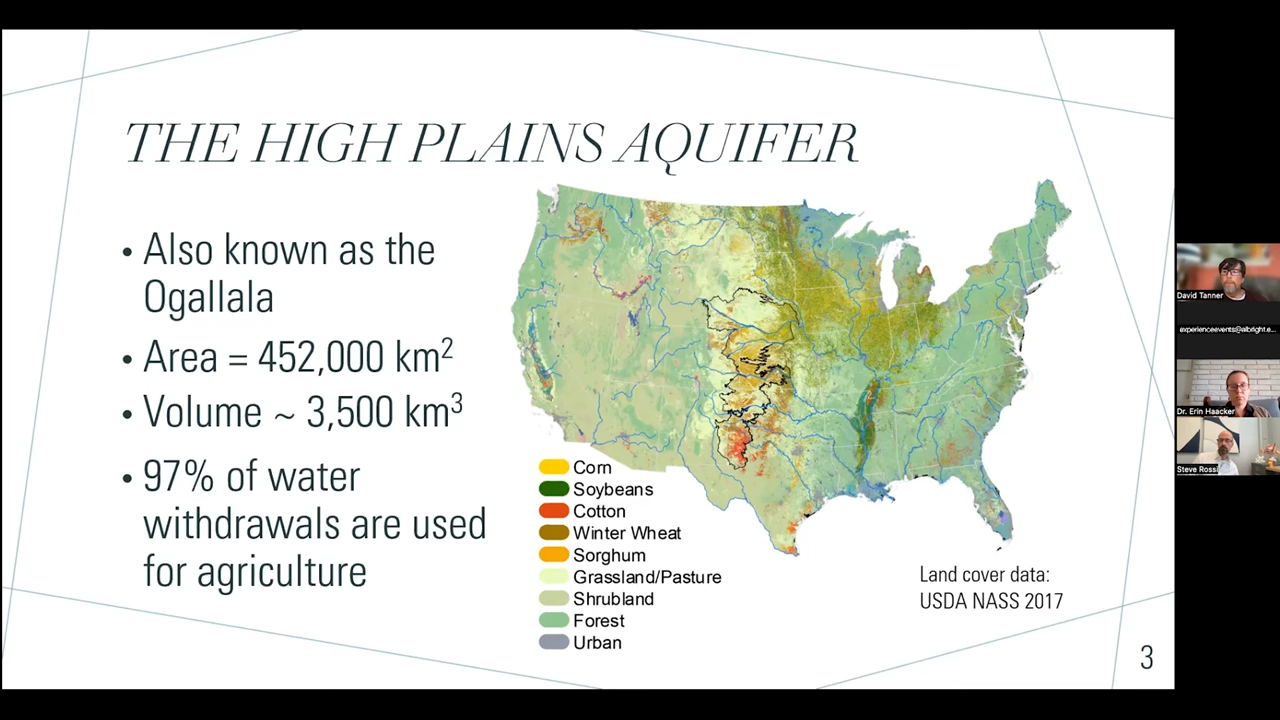 THE HIGH PLAINS AQUIFER
• Also known as the
Ogallala
• Area = 452,000 km²
• Volume ~ 3,500 km³
• 97% of water
withdrawals are used
for agriculture
Corn
Soybeans
Cotton
Winter Wheat
Sorghum
Grassland/Pasture
Shrubland
Forest
Urban
Land cover data:
USDA NASS 2017
3
David Tanner
experienceevents@albright.e...
Dr. Erin Haacker
Steve Rossi